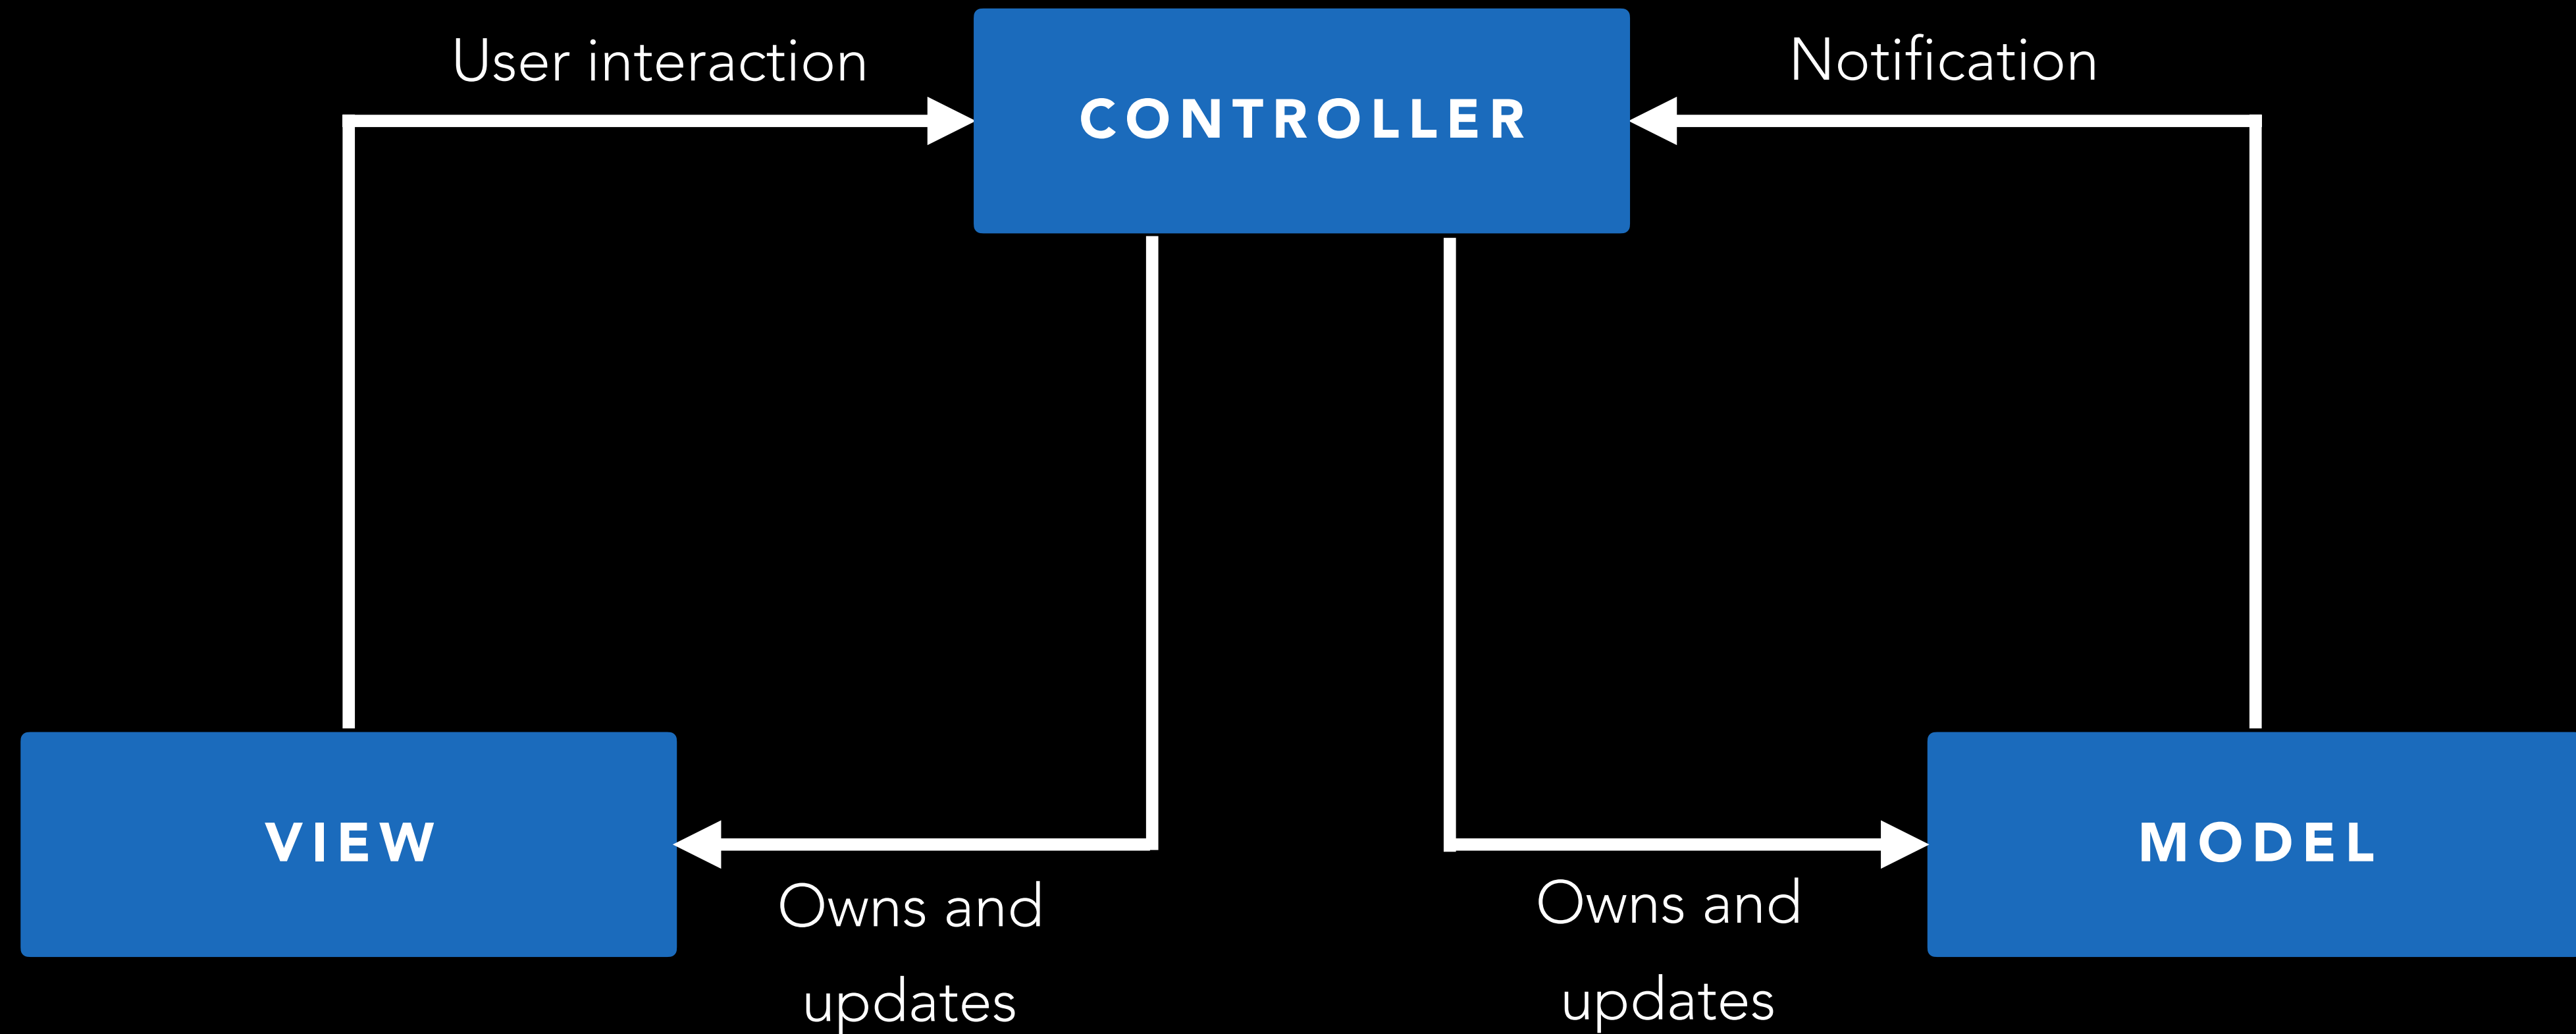 User interaction
CONTROLLER
Notification
VIEW
Owns and
updates
Owns and
updates
MODEL